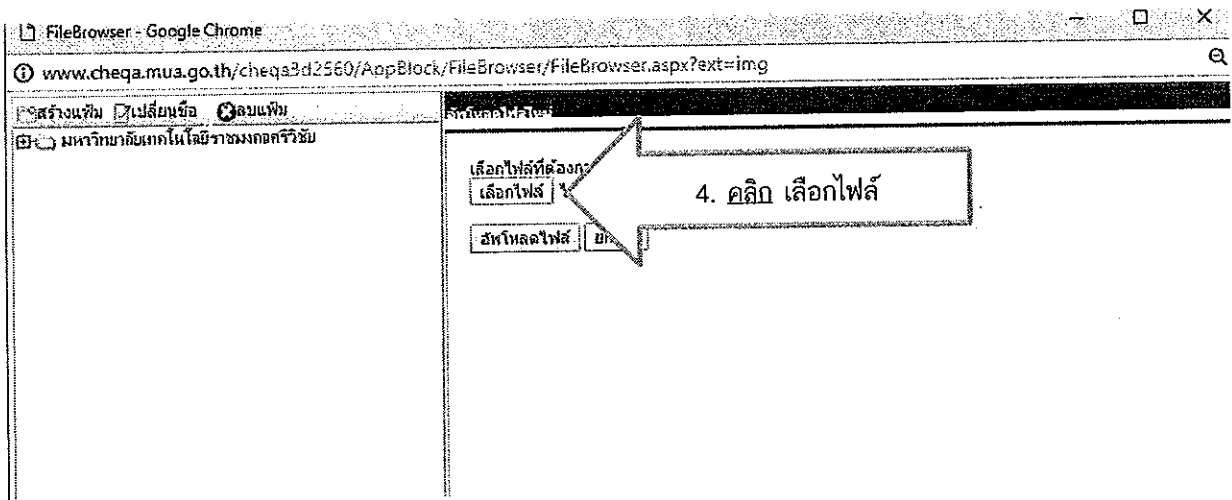 FileBrowser - Google Chrome
www.cheqa.mua.go.th/cheqa3d2560/AppBlock/FileBrowser/FileBrowser.aspx?ext=img
สร้างแฟ้ม เปลี่ยนชื่อ ลบแฟ้ม
มหาวิทยาลัยเทคโนโลยีราชมงคลศรีวิชัย
เลือกไฟล์ที่ต้องกา
เลือกไฟล์
4. คลิก เลือกไฟล์
อัพโหลดไฟล์